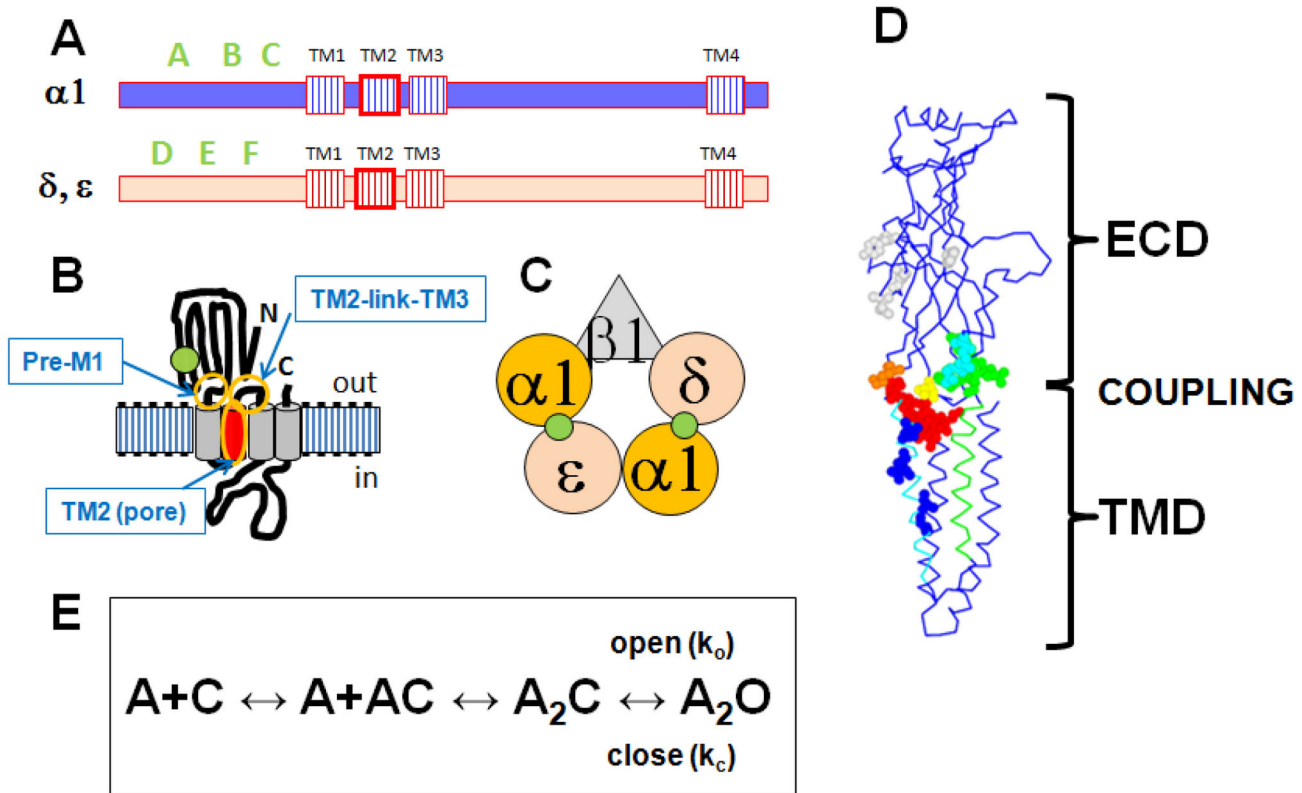 A
A B C
TM1 TM2 TM3 TM4
α1
D E F
TM1 TM2 TM3 TM4
δ, ε
B
TM2-link-TM3
Pre-M1
N
C
out
in
TM2 (pore)
C
β1
α1 δ
ε α1
D
ECD
COUPLING
TMD
E
open (kₒ)
A+C ↔ A+AC ↔ A₂C ↔ A₂O
close (k꜀)